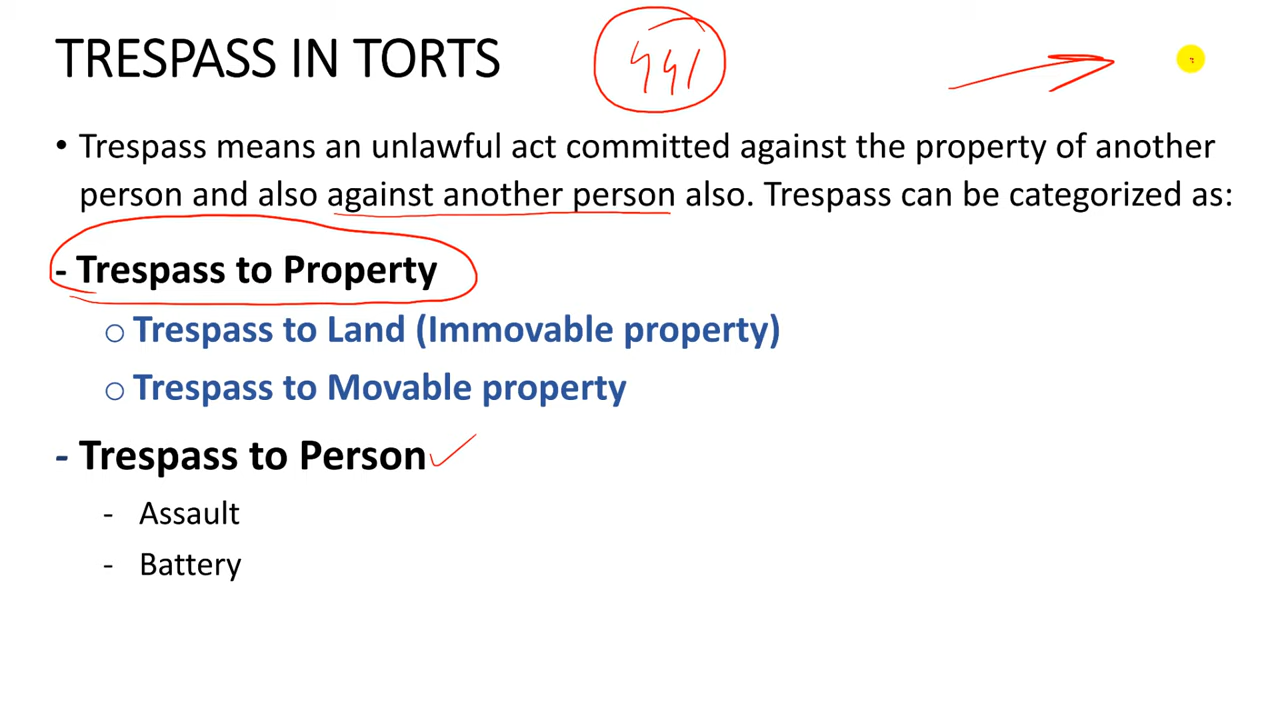 TRESPASS IN TORTS
441
• Trespass means an unlawful act committed against the property of another
person and also against another person also. Trespass can be categorized as:
- Trespass to Property
o Trespass to Land (Immovable property)
o Trespass to Movable property
- Trespass to Person
- Assault
- Battery